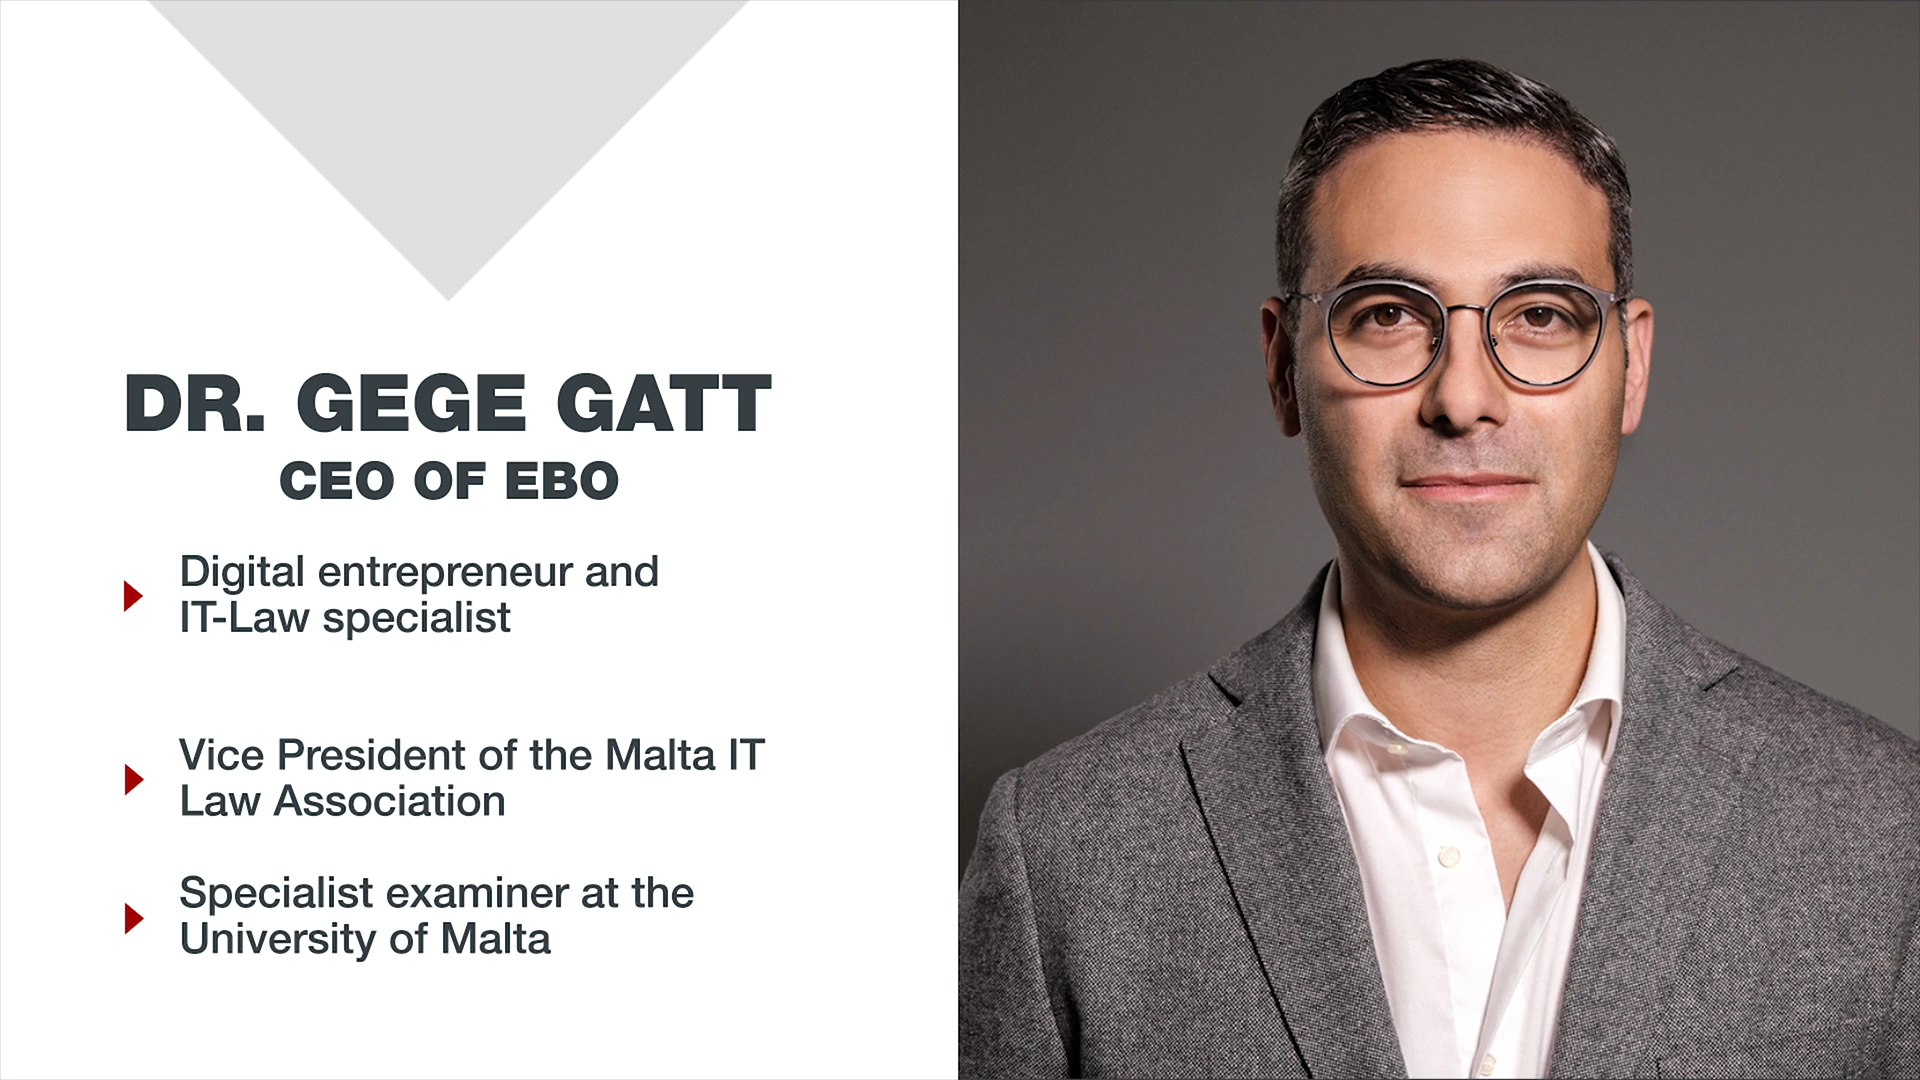 DR. GEGE GATT
CEO OF EBO
Digital entrepreneur and
IT-Law specialist
Vice President of the Malta IT
Law Association
Specialist examiner at the
University of Malta